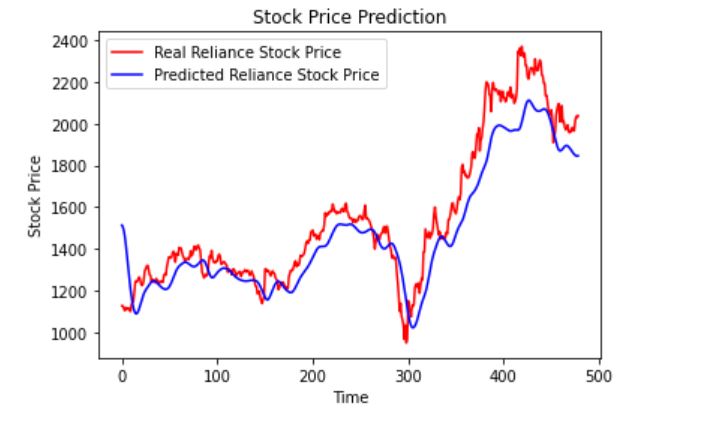 Stock Price Prediction
Real Reliance Stock Price
Predicted Reliance Stock Price
2400
2200
2000
1800
1600
1400
1200
1000
Stock Price
0 100 200 300 400 500
Time